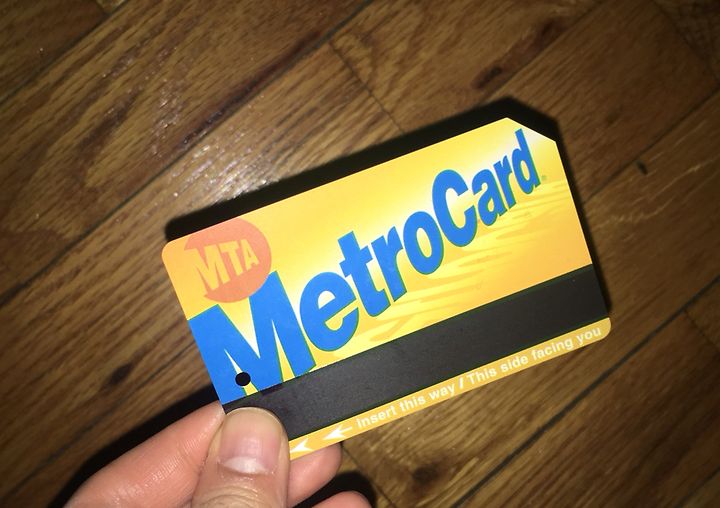 MTA
MetroCard®
insert this way / This side facing you